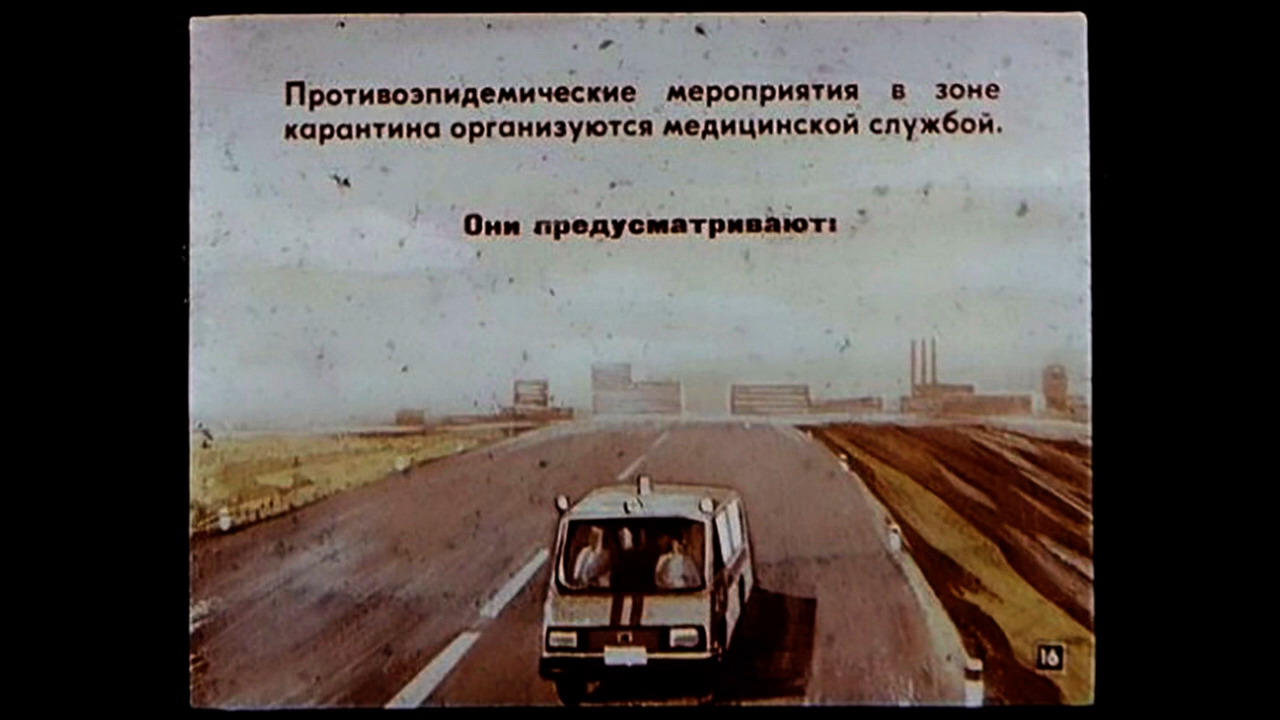 Противоэпидемические мероприятия в зоне
карантина организуются медицинской службой.
Они предусматривают:
16